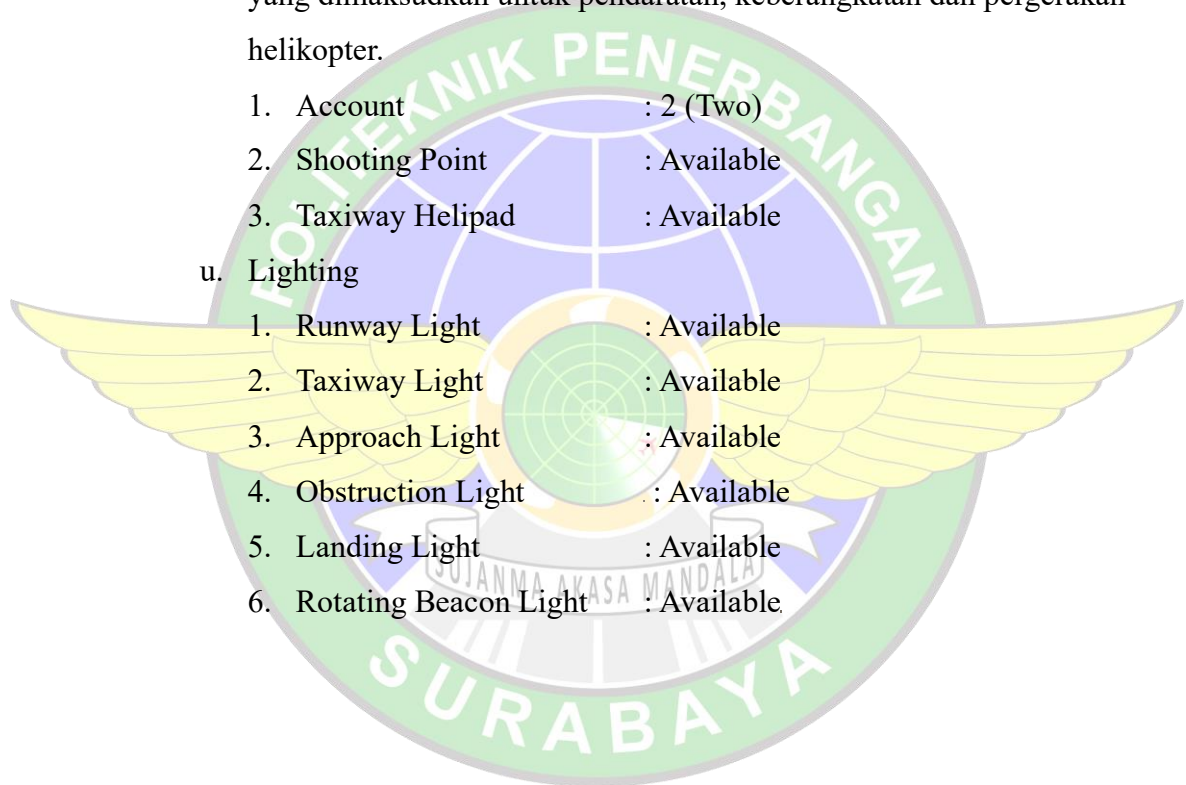 yang dimaksudkan untuk pendaratan, keberangkatan dan pergerakan
helikopter.
1. Account : 2 (Two)
2. Shooting Point : Available
3. Taxiway Helipad : Available
u. Lighting
1. Runway Light : Available
2. Taxiway Light : Available
3. Approach Light : Available
4. Obstruction Light : Available
5. Landing Light : Available
6. Rotating Beacon Light : Available
POLITEKNIK PENERBANGAN
SUJANMA AKASA MANDALA
SURABAYA